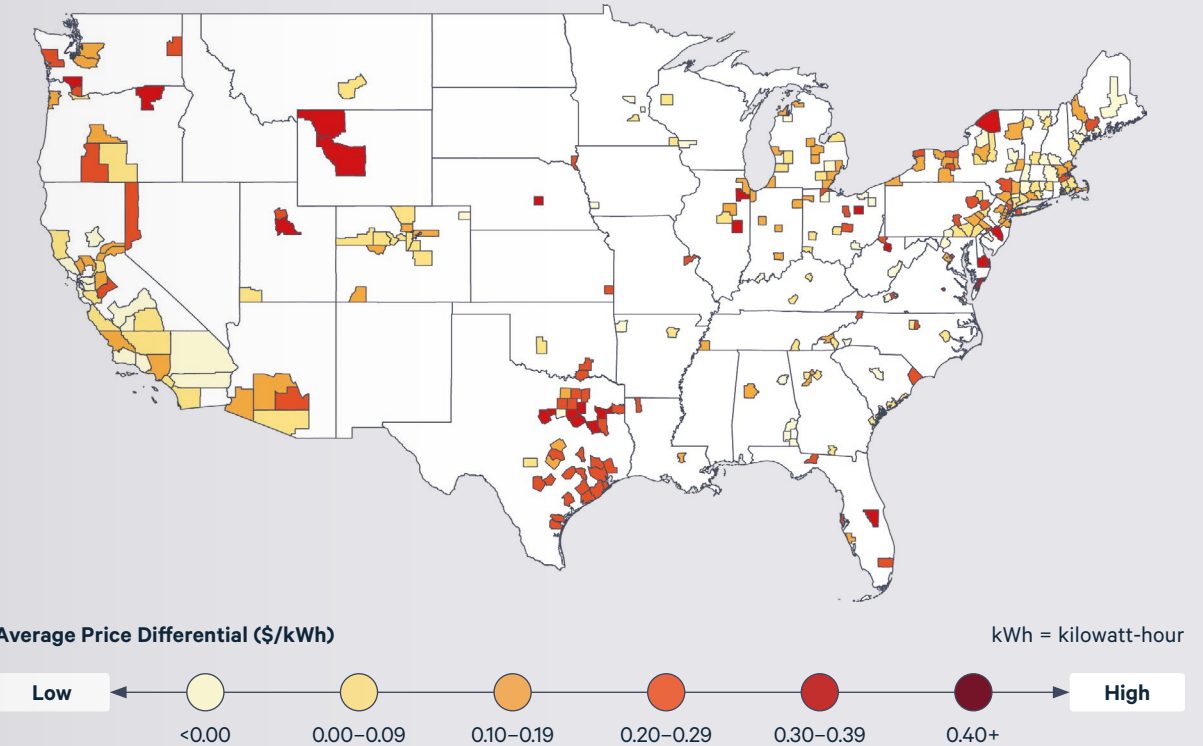 Average Price Differential ($/kWh)
kWh = kilowatt-hour
Low
High
<0.00
0.00–0.09
0.10–0.19
0.20–0.29
0.30–0.39
0.40+